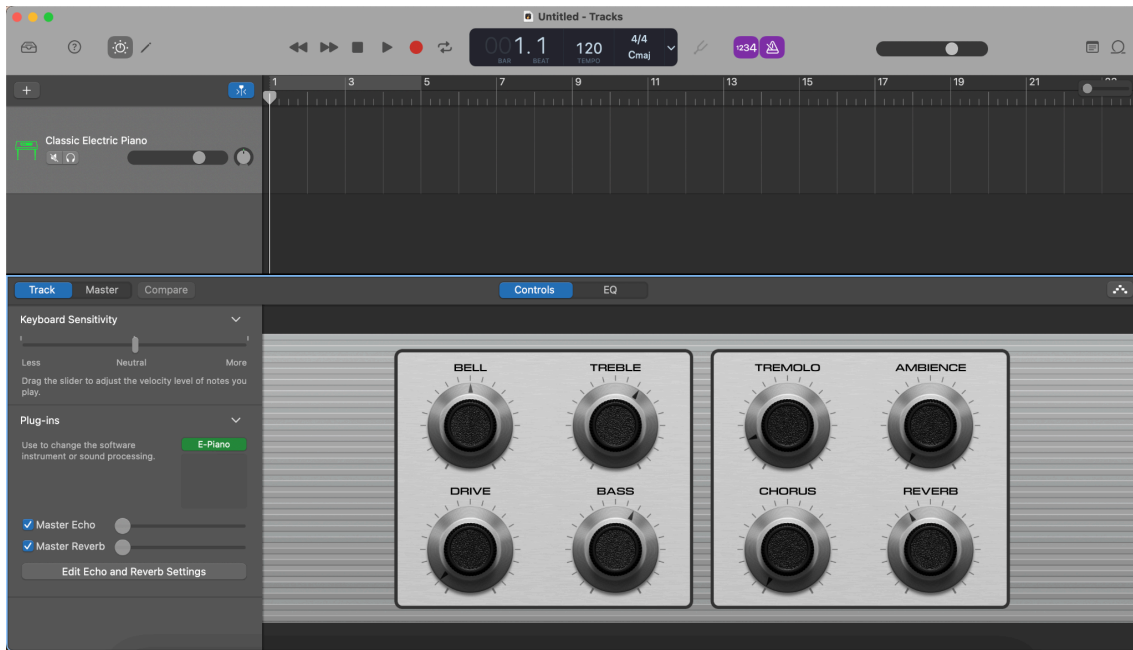 Untitled - Tracks
001.1
BAR BEAT
120
TEMPO
4/4
Cmaj
1234
1 3 5 7 9 11 13 15 17 19 21
Classic Electric Piano
Track Master Compare
Controls EQ
Keyboard Sensitivity
Less Neutral More
Drag the slider to adjust the velocity level of notes you
play.
Plug-ins
Use to change the software
instrument or sound processing.
E-Piano
Master Echo
Master Reverb
Edit Echo and Reverb Settings
BELL TREBLE TREMOLO AMBIENCE
DRIVE BASS CHORUS REVERB